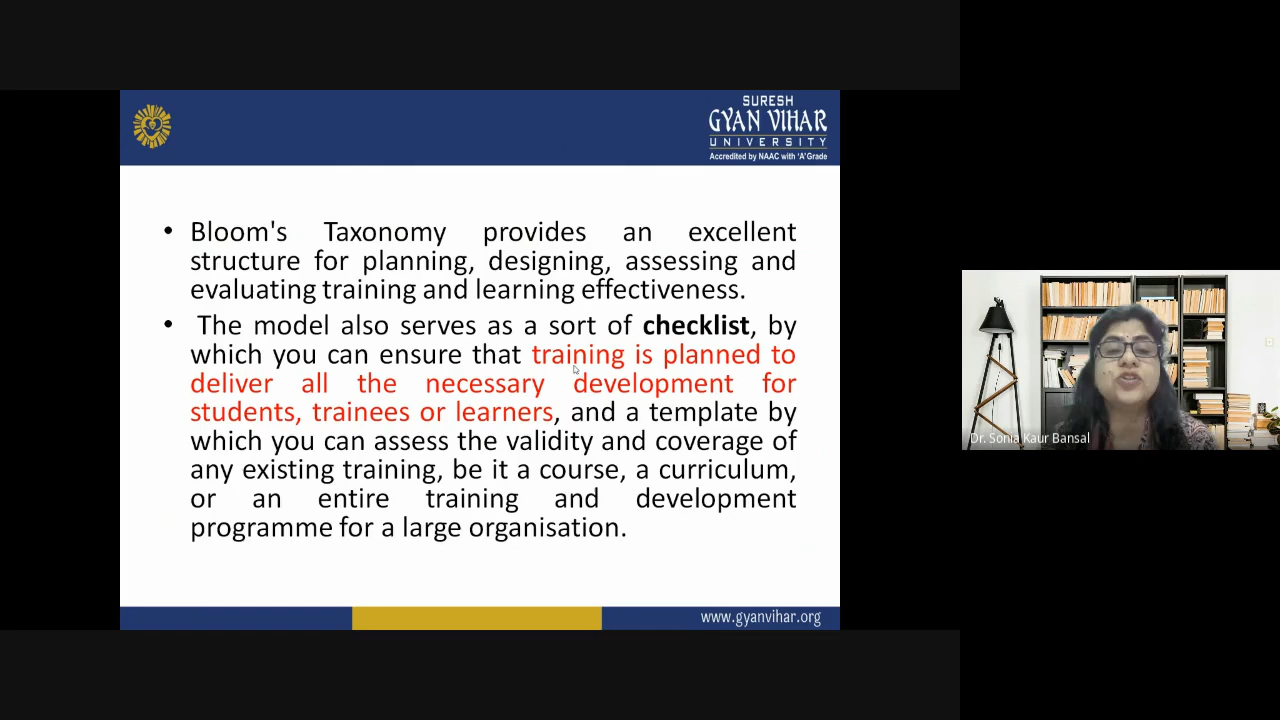 SURESH
GYAN VIHAR
UNIVERSITY
Accredited by NAAC with 'A' Grade
• Bloom's Taxonomy provides an excellent
structure for planning, designing, assessing and
evaluating training and learning effectiveness.
• The model also serves as a sort of checklist, by
which you can ensure that training is planned to
deliver all the necessary development for
students, trainees or learners, and a template by
which you can assess the validity and coverage of
any existing training, be it a course, a curriculum,
or an entire training and development
programme for a large organisation.
www.gyanvihar.org
Dr. Sonia Kaur Bansal